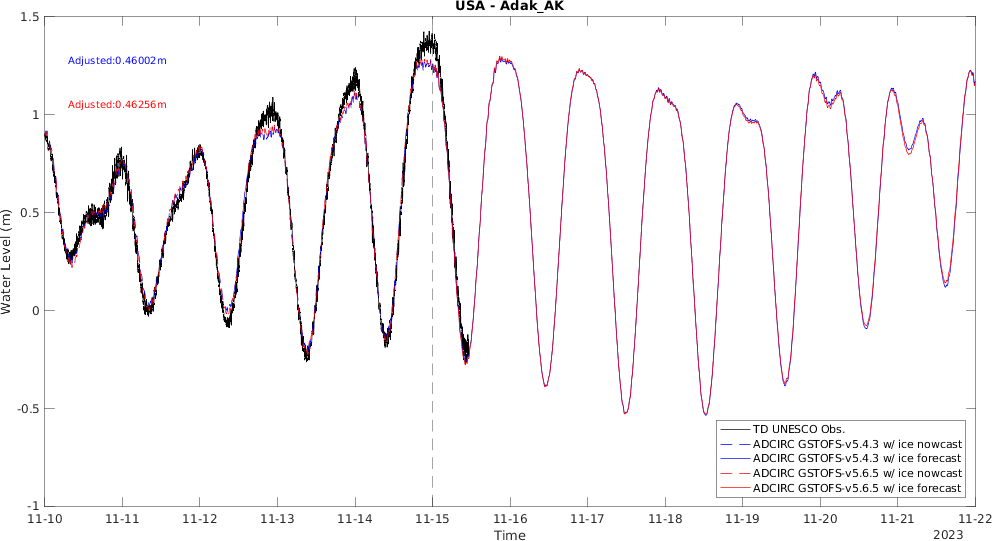 USA - Adak_AK
1.5
1
0.5
0
-0.5
-1
Water Level (m)
Adjusted:0.46002m
Adjusted:0.46256m
TD UNESCO Obs.
ADCIRC GSTOFS-v5.4.3 w/ ice nowcast
ADCIRC GSTOFS-v5.4.3 w/ ice forecast
ADCIRC GSTOFS-v5.6.5 w/ ice nowcast
ADCIRC GSTOFS-v5.6.5 w/ ice forecast
11-10 11-11 11-12 11-13 11-14 11-15 11-16 11-17 11-18 11-19 11-20 11-21 11-22
Time
2023